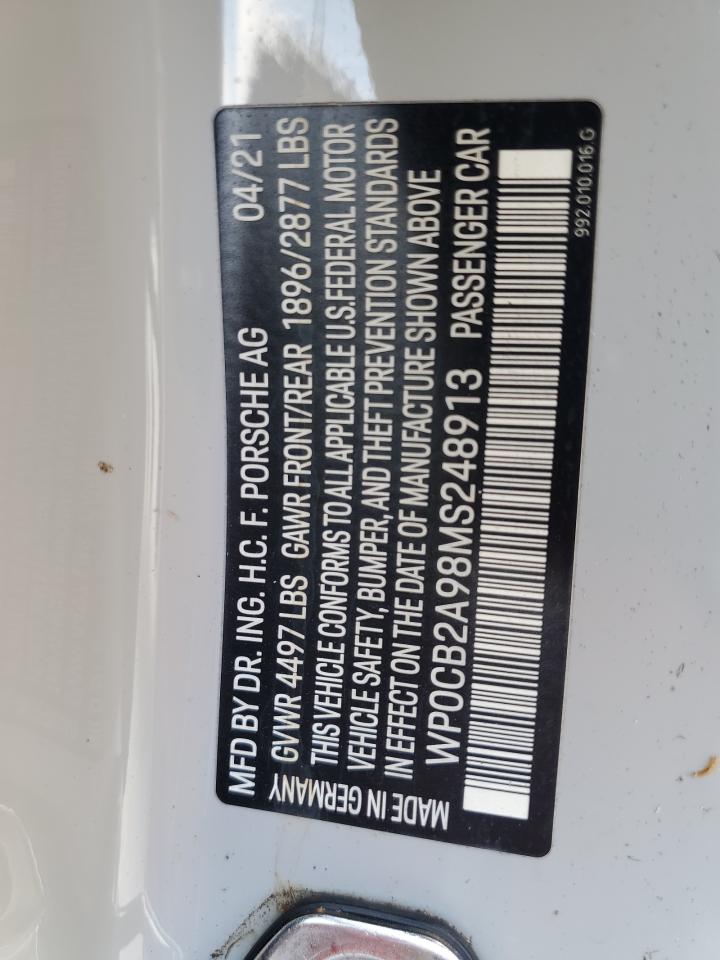 MFD BY DR. ING. H.C. F. PORSCHE AG 04/21
GVWR 4497 LBS GAWR FRONT/REAR 1896/2877 LBS
THIS VEHICLE CONFORMS TO ALL APPLICABLE U.S.FEDERAL MOTOR
VEHICLE SAFETY, BUMPER, AND THEFT PREVENTION STANDARDS
IN EFFECT ON THE DATE OF MANUFACTURE SHOWN ABOVE
WP0CB2A98MS248913 PASSENGER CAR
MADE IN GERMANY
992.010.016.G